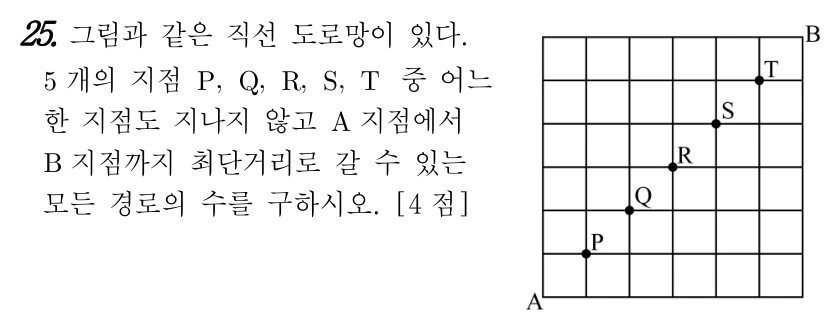 25. 그림과 같은 직선 도로망이 있다.
5 개의 지점 P, Q, R, S, T 중 어느
한 지점도 지나지 않고 A 지점에서
B 지점까지 최단거리로 갈 수 있는
모든 경로의 수를 구하시오. [4 점]
B
T
S
R
Q
P
A